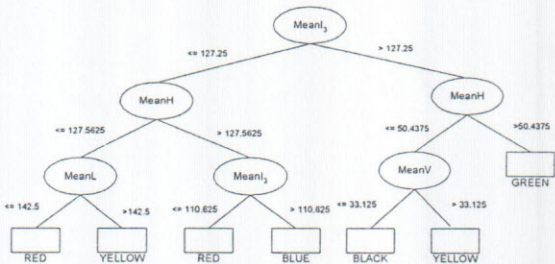 MeanI₃
<= 127.25 > 127.25
MeanH MeanH
<= 127.5625 > 127.5625 <= 50.4375 >50.4375
MeanL MeanI₃ MeanV GREEN
<= 142.5 >142.5 <= 110.625 > 110.625 <= 33.125 > 33.125
RED YELLOW RED BLUE BLACK YELLOW